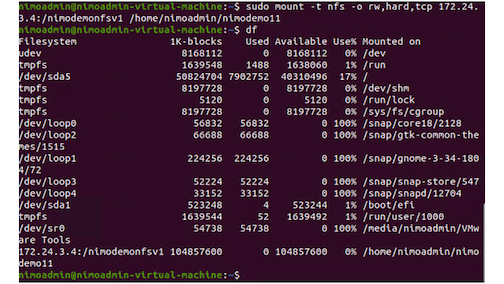 nimoadmin@nimoadmin-virtual-machine:~$ sudo mount -t nfs -o rw,hard,tcp 172.24.
3.4:/nimodemonfsv1 /home/nimoadmin/nimodemo11
nimoadmin@nimoadmin-virtual-machine:~$ df
Filesystem 1K-blocks Used Available Use% Mounted on
udev 8168112 0 8168112 0% /dev
tmpfs 1639548 1488 1638060 1% /run
/dev/sda5 50824704 7902752 40310496 17% /
tmpfs 8197728 0 8197728 0% /dev/shm
tmpfs 5120 0 5120 0% /run/lock
tmpfs 8197728 0 8197728 0% /sys/fs/cgroup
/dev/loop0 56832 56832 0 100% /snap/core18/2128
/dev/loop2 66688 66688 0 100% /snap/gtk-common-the
mes/1515
/dev/loop1 224256 224256 0 100% /snap/gnome-3-34-180
4/72
/dev/loop3 52224 52224 0 100% /snap/snap-store/547
/dev/loop4 33152 33152 0 100% /snap/snapd/12704
/dev/sda1 523248 4 523244 1% /boot/efi
tmpfs 1639544 52 1639492 1% /run/user/1000
/dev/sr0 54738 54738 0 100% /media/nimoadmin/VMw
are Tools
172.24.3.4:/nimodemonfsv1 104857600 0 104857600 0% /home/nimoadmin/nimo
demo11
nimoadmin@nimoadmin-virtual-machine:~$